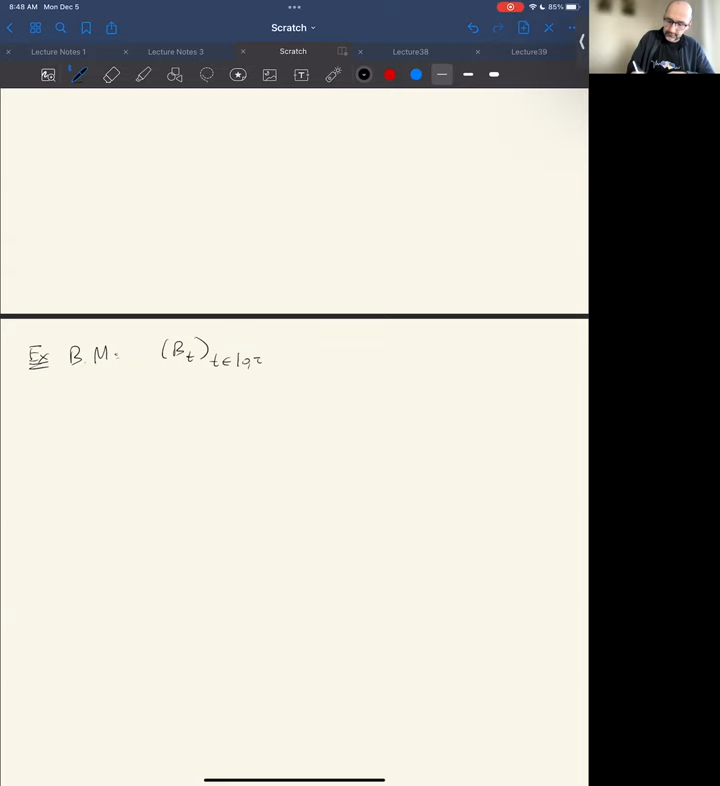 8:48 AM Mon Dec 5
85%
Scratch
Lecture Notes 1
Lecture Notes 3
Scratch
Lecture38
Lecture39
T
Ex B.M: (B_t)_{t∈[0,